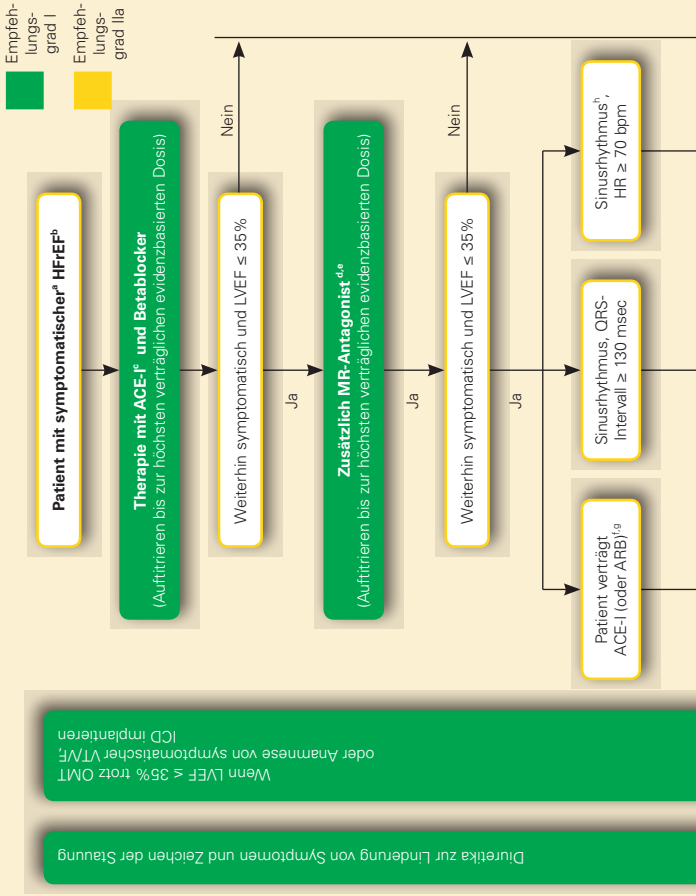 Empfeh-
lungs-
grad I
Empfeh-
lungs-
grad IIa
Patient mit symptomatischerᵃ HFrEFᵇ
Therapie mit ACE-Iᶜ und Betablocker
(Auftitrieren bis zur höchsten verträglichen evidenzbasierten Dosis)
Weiterhin symptomatisch und LVEF ≤ 35%
Nein
Ja
Zusätzlich MR-Antagonist ᵈ,ᵉ
(Auftitrieren bis zur höchsten verträglichen evidenzbasierten Dosis)
Ja
Weiterhin symptomatisch und LVEF ≤ 35%
Nein
Ja
Patient verträgt
ACE-I (oder ARB)ᶠ,ᵍ
Sinusrhythmus, QRS-
Intervall ≥ 130 msec
Sinusrhythmusʰ,
HR ≥ 70 bpm
Wenn LVEF ≤ 35% trotz OMT
oder Anamnese von symptomatischer VT/VF,
ICD implantieren
Diuretika zur Linderung von Symptomen und Zeichen der Stauung